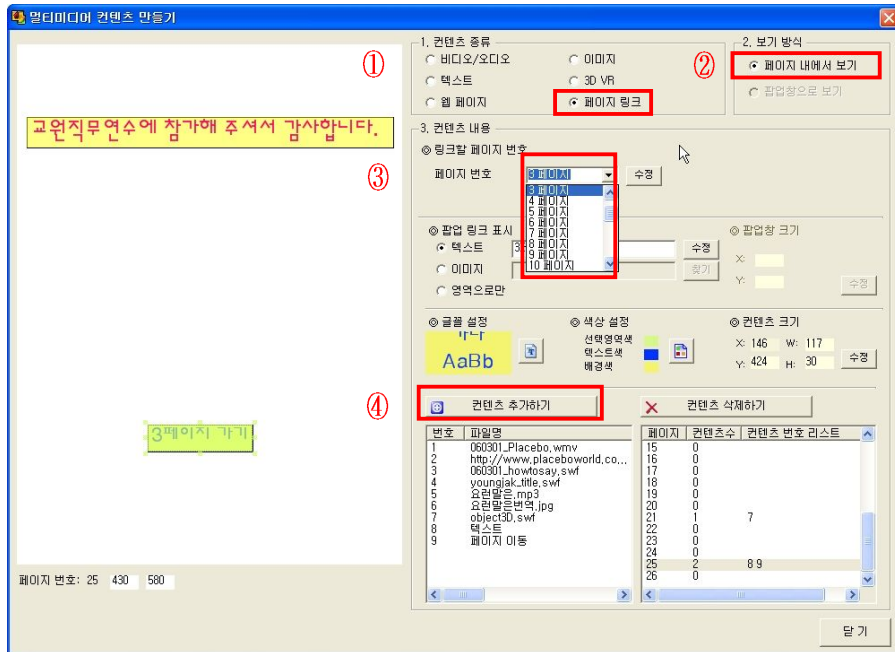 멀티미디어 컨텐츠 만들기
①
교원직무연수에 참가해 주셔서 감사합니다.
3페이지 가기
페이지 번호: 25 430 580
1. 컨텐츠 종류
비디오/오디오 이미지
텍스트 3D VR
웹 페이지 페이지 링크
②
2. 보기 방식
페이지 내에서 보기
팝업창으로 보기
③
3. 컨텐츠 내용
◎ 링크할 페이지 번호
페이지 번호 3 페이지 수정
3 페이지
4 페이지
5 페이지
6 페이지
7 페이지
8 페이지
9 페이지
10 페이지
◎ 팝업 링크 표시
텍스트 3 수정
이미지 찾기
영역으로만
◎ 팝업창 크기
X:
Y: 수정
◎ 글꼴 설정
가나
AaBb
◎ 색상 설정
선택영역색
텍스트색
배경색
◎ 컨텐츠 크기
X: 146 W: 117
Y: 424 H: 30 수정
④
컨텐츠 추가하기 컨텐츠 삭제하기
번호 파일명
1 060301_Placebo.wmv
2 http://www.placeboworld.co...
3 060301_howtosay.swf
4 youngjak_title.swf
5 요런말은.mp3
6 요런말은번역.jpg
7 object3D.swf
8 텍스트
9 페이지 이동
페이지 컨텐츠수 컨텐츠 번호 리스트
15 0
16 0
17 0
18 0
19 0
20 0
21 1 7
22 0
23 0
24 0
25 2 8 9
26 0
닫기